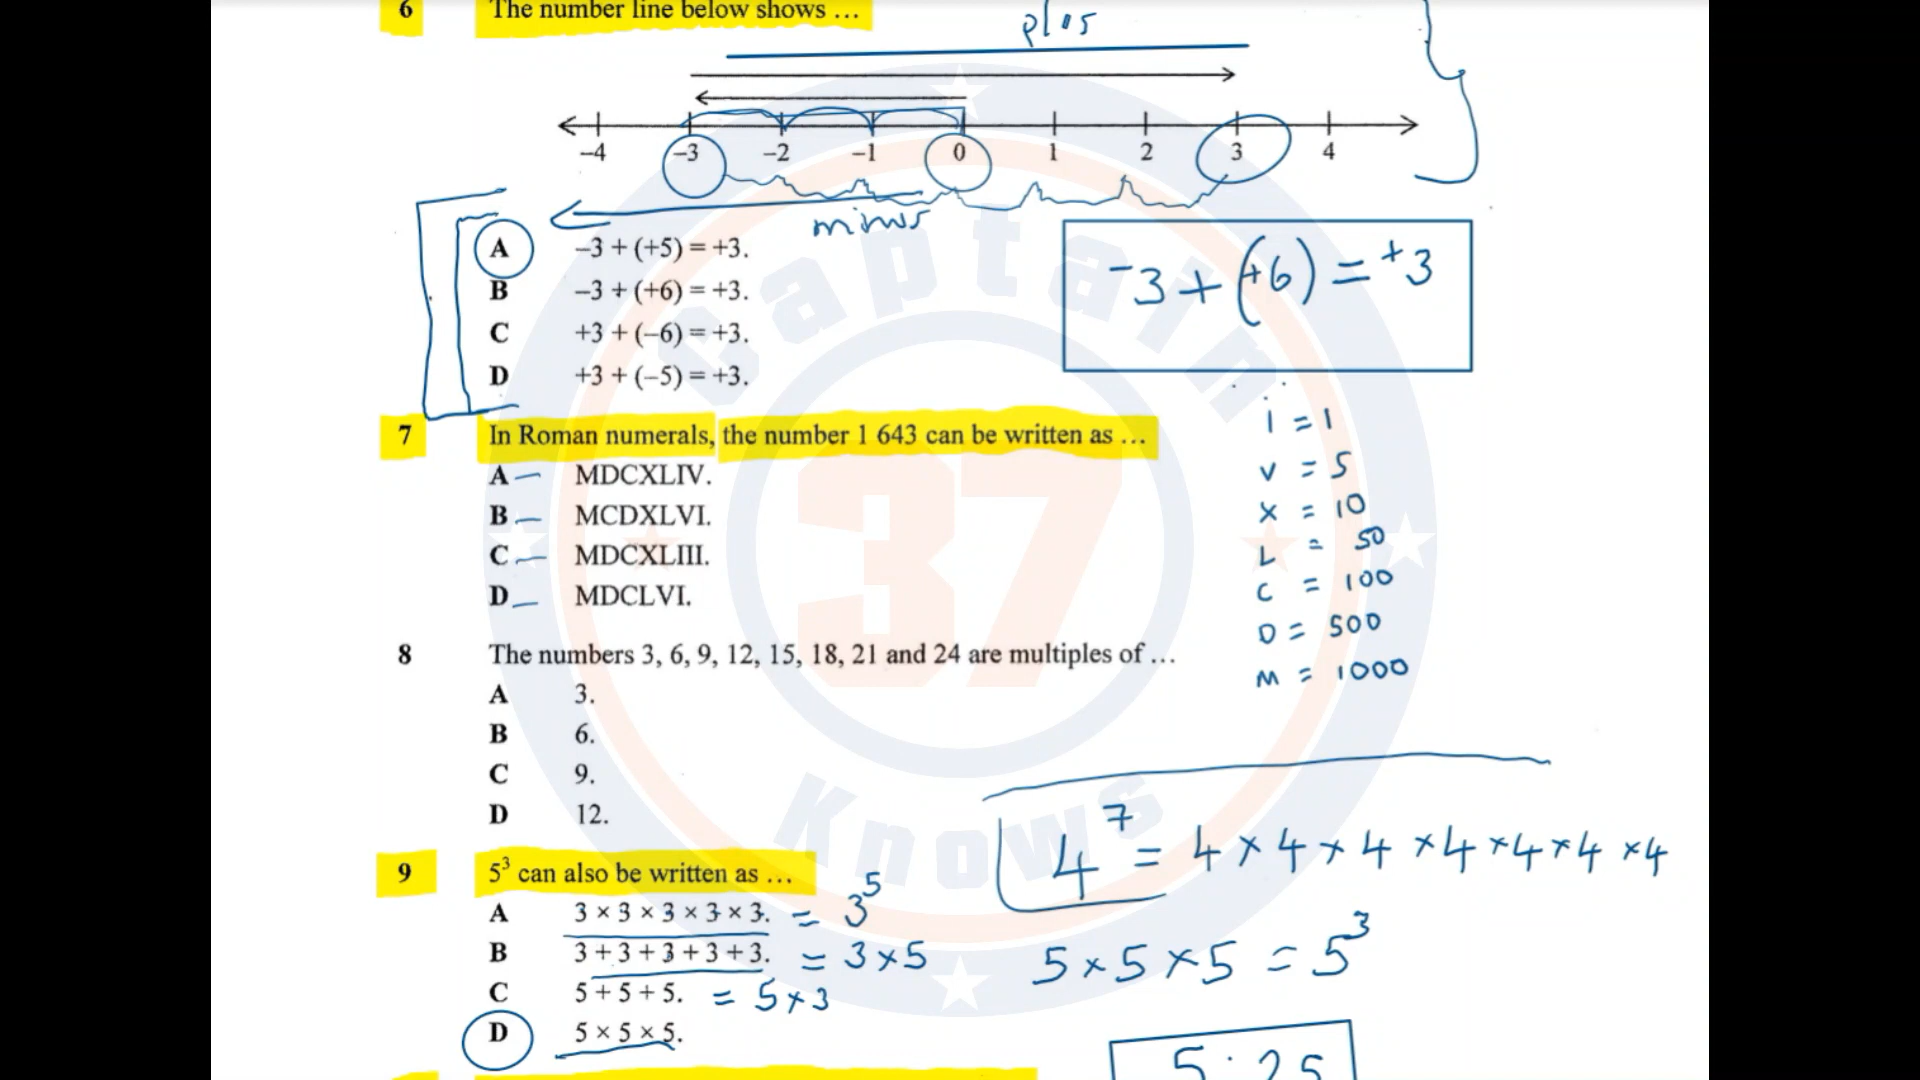 6 The number line below shows ...
plus
–4 –3 –2 –1 0 1 2 3 4
minus
A –3 + (+5) = +3.
B –3 + (+6) = +3.
C +3 + (–6) = +3.
D +3 + (–5) = +3.
-3 + (+6) = +3
7 In Roman numerals, the number 1 643 can be written as ...
A MDCXLIV.
B MCDXLVI.
C MDCXLIII.
D MDCLVI.
i = 1
V = 5
X = 10
L = 50
C = 100
D = 500
M = 1000
8 The numbers 3, 6, 9, 12, 15, 18, 21 and 24 are multiples of ...
A 3.
B 6.
C 9.
D 12.
4⁷ = 4 × 4 × 4 × 4 × 4 × 4 × 4
9 5³ can also be written as ...
A 3 × 3 × 3 × 3 × 3. = 3⁵
B 3 + 3 + 3 + 3 + 3. = 3 × 5
C 5 + 5 + 5. = 5 × 3
D 5 × 5 × 5.
5 × 5 × 5 = 5³
5:25
Captain
37
Knows